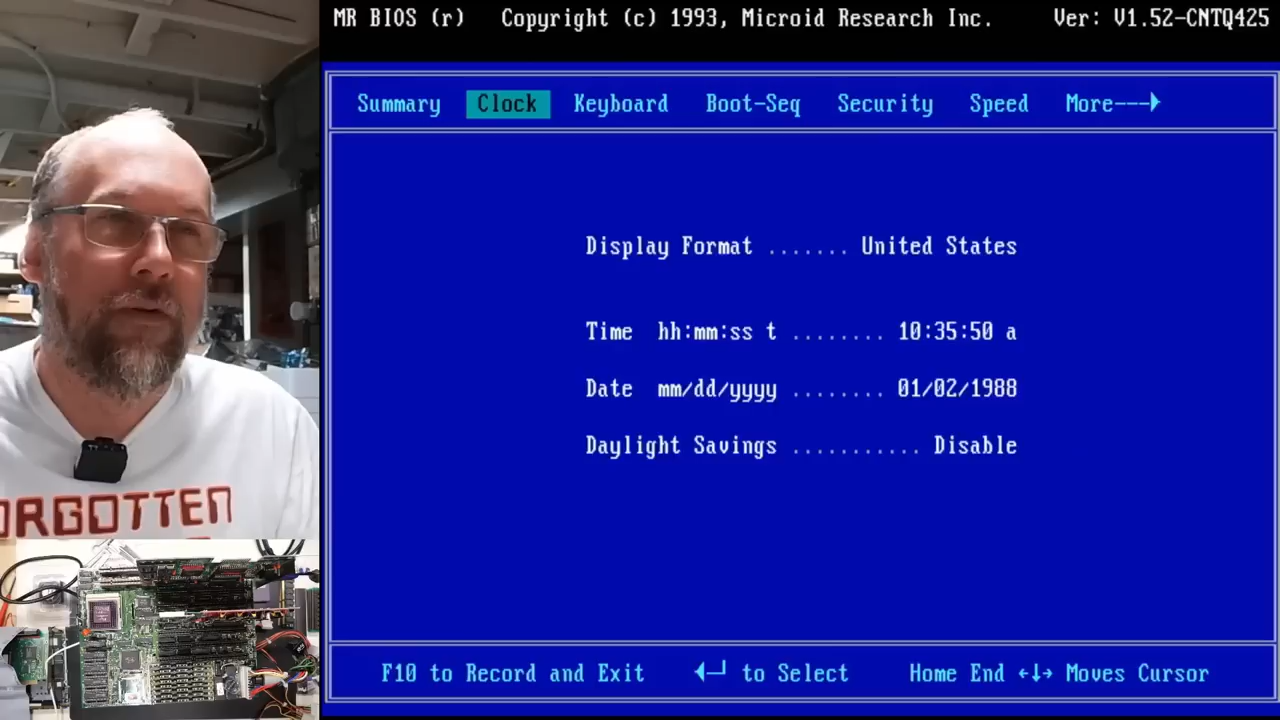 MR BIOS (r) Copyright (c) 1993, Microid Research Inc. Ver: V1.52-CNTQ425
Summary Clock Keyboard Boot-Seq Security Speed More---►
Display Format ....... United States
Time hh:mm:ss t ........ 10:35:50 a
Date mm/dd/yyyy ........ 01/02/1988
Daylight Savings ........... Disable
F10 to Record and Exit ◄─┘ to Select Home End ←↓→ Moves Cursor
ORGOTTEN